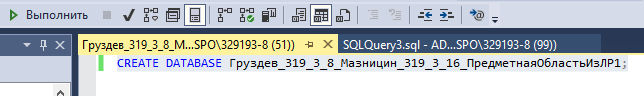 Выполнить
Груздев_319_3_8_М...SPO\329193-8 (51)) SQLQuery3.sql - AD...SPO\329193-8 (99))
CREATE DATABASE Груздев_319_3_8_Мазницин_319_3_16_ПредметнаяОбластьИзЛР1;